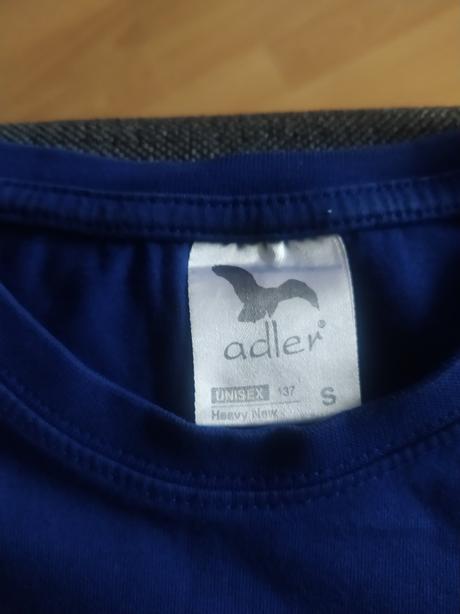 adler®
UNISEX 137
S
Heavy New